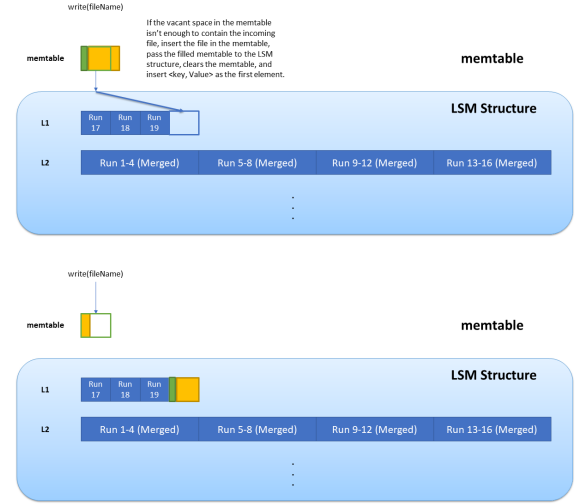 write(fileName)
If the vacant space in the memtable
isn't enough to contain the incoming
file, insert the file in the memtable,
pass the filled memtable to the LSM
structure, clears the memtable, and
insert <key, Value> as the first element.
memtable
memtable
LSM Structure
L1
Run 17
Run 18
Run 19
L2
Run 1-4 (Merged)
Run 5-8 (Merged)
Run 9-12 (Merged)
Run 13-16 (Merged)
.
.
.
write(fileName)
memtable
memtable
LSM Structure
L1
Run 17
Run 18
Run 19
L2
Run 1-4 (Merged)
Run 5-8 (Merged)
Run 9-12 (Merged)
Run 13-16 (Merged)
.
.
.